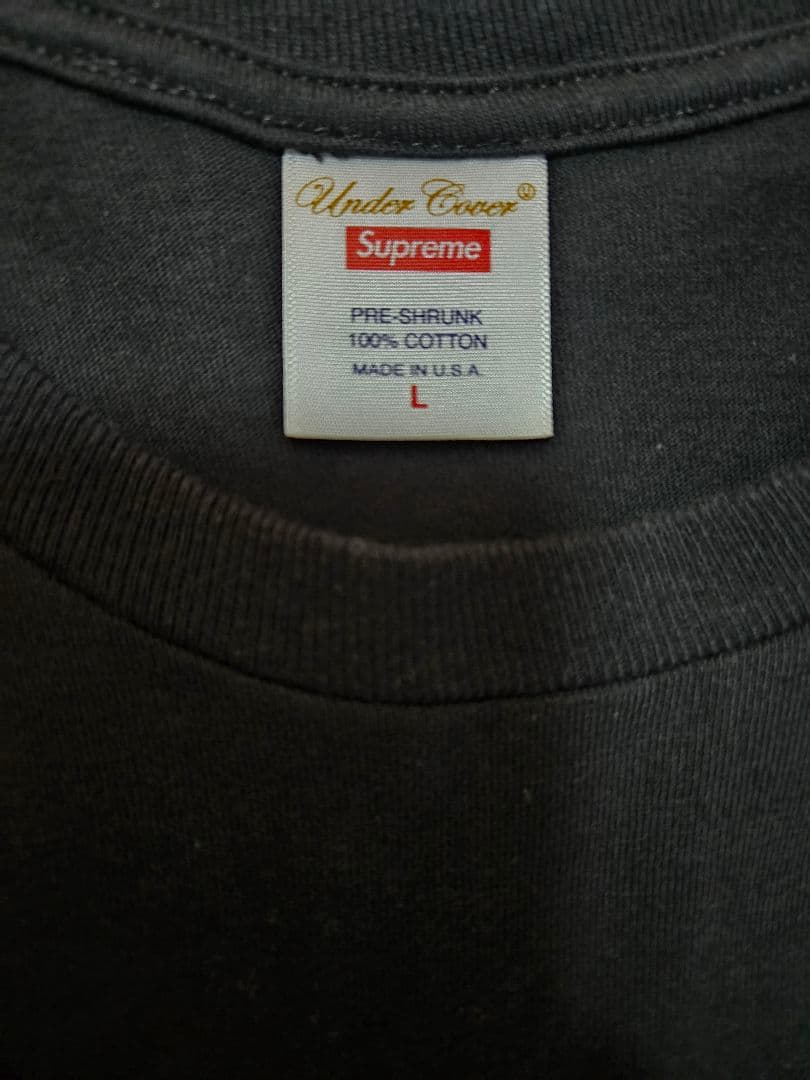 Under Cover Ⓤ
Supreme
PRE-SHRUNK
100% COTTON
MADE IN U.S.A.
L